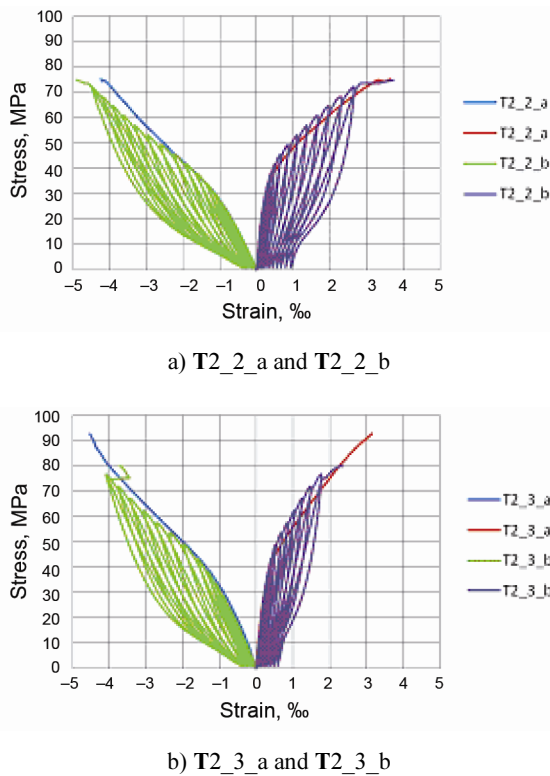 100
90
80
70
60
50
40
30
20
10
0
Stress, MPa
–5 –4 –3 –2 –1 0 1 2 3 4 5
Strain, ‰
T2_2_a
T2_2_a
T2_2_b
T2_2_b
a) T2_2_a and T2_2_b
100
90
80
70
60
50
40
30
20
10
0
Stress, MPa
–5 –4 –3 –2 –1 0 1 2 3 4 5
Strain, ‰
T2_3_a
T2_3_a
T2_3_b
T2_3_b
b) T2_3_a and T2_3_b